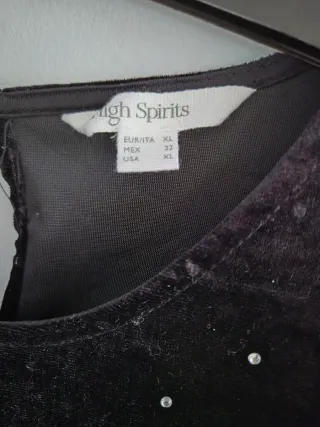 High Spirits
EUR/ITA XL
MEX 32
USA XL